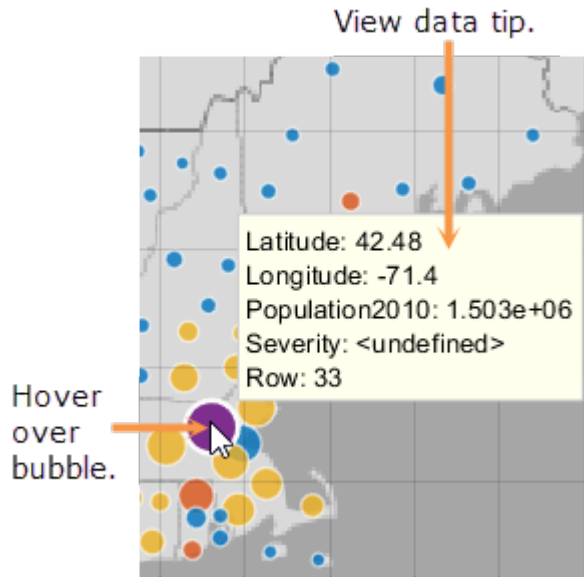 View data tip.
Latitude: 42.48
Longitude: -71.4
Population2010: 1.503e+06
Severity: <undefined>
Row: 33
Hover
over
bubble.